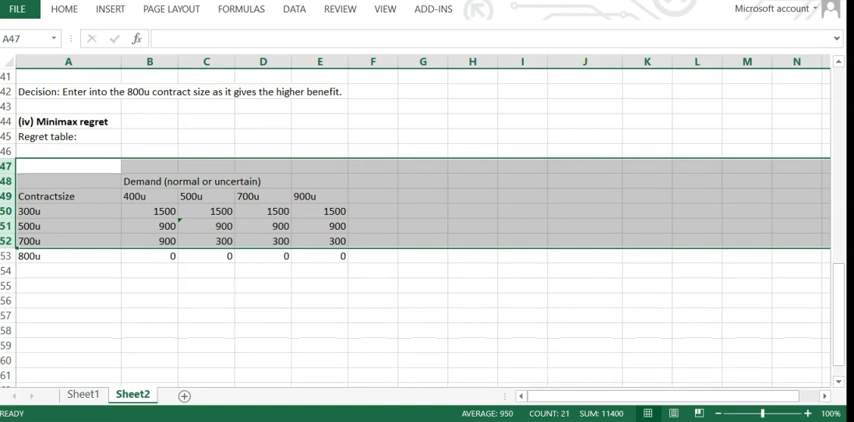 FILE HOME INSERT PAGE LAYOUT FORMULAS DATA REVIEW VIEW ADD-INS Microsoft account
A47 fx
A B C D E F G H I J K L M N
41
42 Decision: Enter into the 800u contract size as it gives the higher benefit.
43
44 (iv) Minimax regret
45 Regret table:
46
47
48 Demand (normal or uncertain)
49 Contractsize 400u 500u 700u 900u
50 300u 1500 1500 1500 1500
51 500u 900 900 900 900
52 700u 900 300 300 300
53 800u 0 0 0 0
54
55
56
57
58
59
60
61
Sheet1 Sheet2
READY AVERAGE: 950 COUNT: 21 SUM: 11400 100%